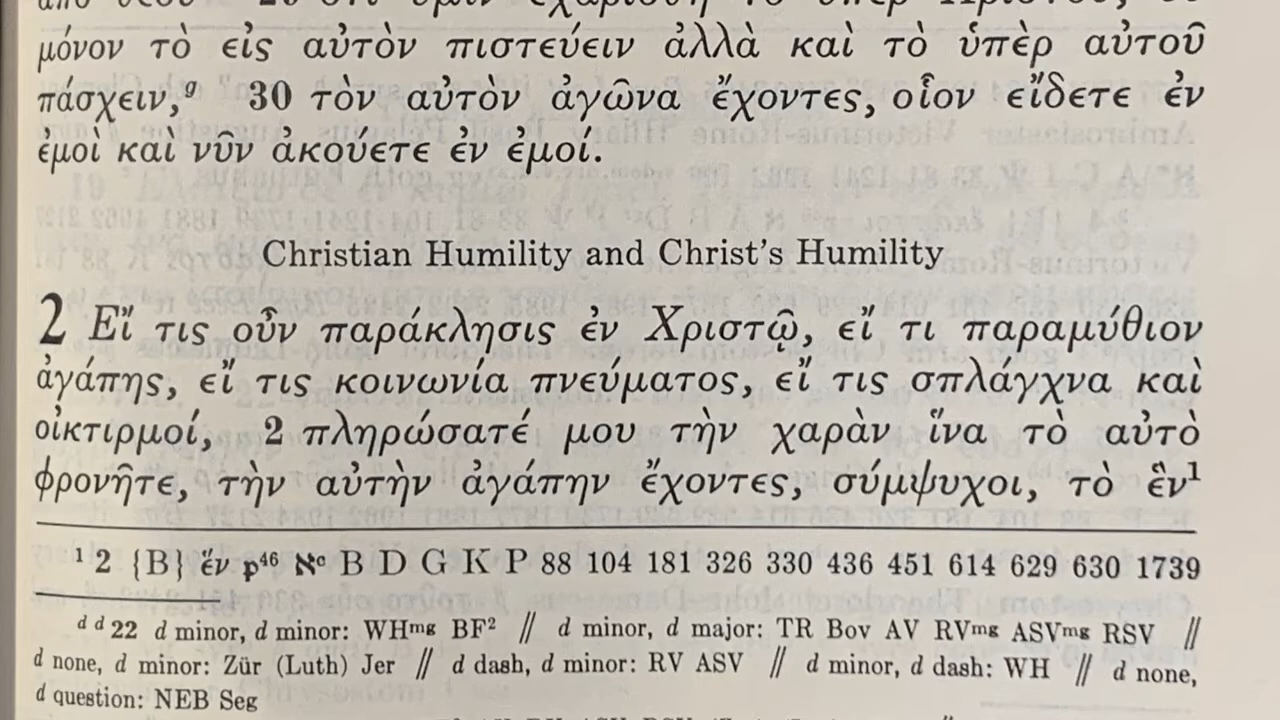 μόνον τὸ εἰς αὐτὸν πιστεύειν ἀλλὰ καὶ τὸ ὑπὲρ αὐτοῦ
πάσχειν,g 30 τὸν αὐτὸν ἀγῶνα ἔχοντες, οἷον εἴδετε ἐν
ἐμοὶ καὶ νῦν ἀκούετε ἐν ἐμοί.
Christian Humility and Christ's Humility
2 Εἴ τις οὖν παράκλησις ἐν Χριστῷ, εἴ τι παραμύθιον
ἀγάπης, εἴ τις κοινωνία πνεύματος, εἴ τις σπλάγχνα καὶ
οἰκτιρμοί, 2 πληρώσατέ μου τὴν χαρὰν ἵνα τὸ αὐτὸ
φρονῆτε, τὴν αὐτὴν ἀγάπην ἔχοντες, σύμψυχοι, τὸ ἓν¹
¹ 2 {B} ἕν p⁴⁶ אᶜ B D G K P 88 104 181 326 330 436 451 614 629 630 1739
d d 22 d minor, d minor: WHmg BF² // d minor, d major: TR Bov AV RVmg ASVmg RSV //
d none, d minor: Zür (Luth) Jer // d dash, d minor: RV ASV // d minor, d dash: WH // d none,
d question: NEB Seg